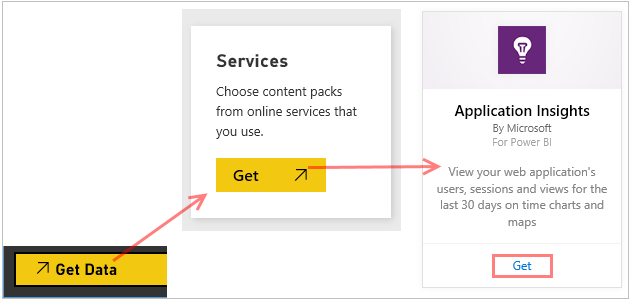 Get Data
Services
Choose content packs
from online services that
you use.
Get
Application Insights
By Microsoft
For Power BI
View your web application's
users, sessions and views for the
last 30 days on time charts and
maps
Get